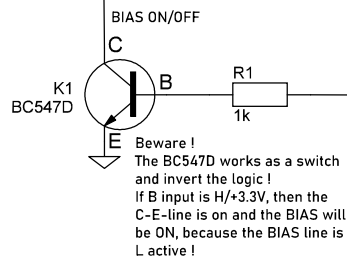 BIAS ON/OFF
C
K1
BC547D
B
R1
1k
E
Beware !
The BC547D works as a switch
and invert the logic !
If B input is H/+3.3V, then the
C-E-line is on and the BIAS will
be ON, because the BIAS line is
L active !